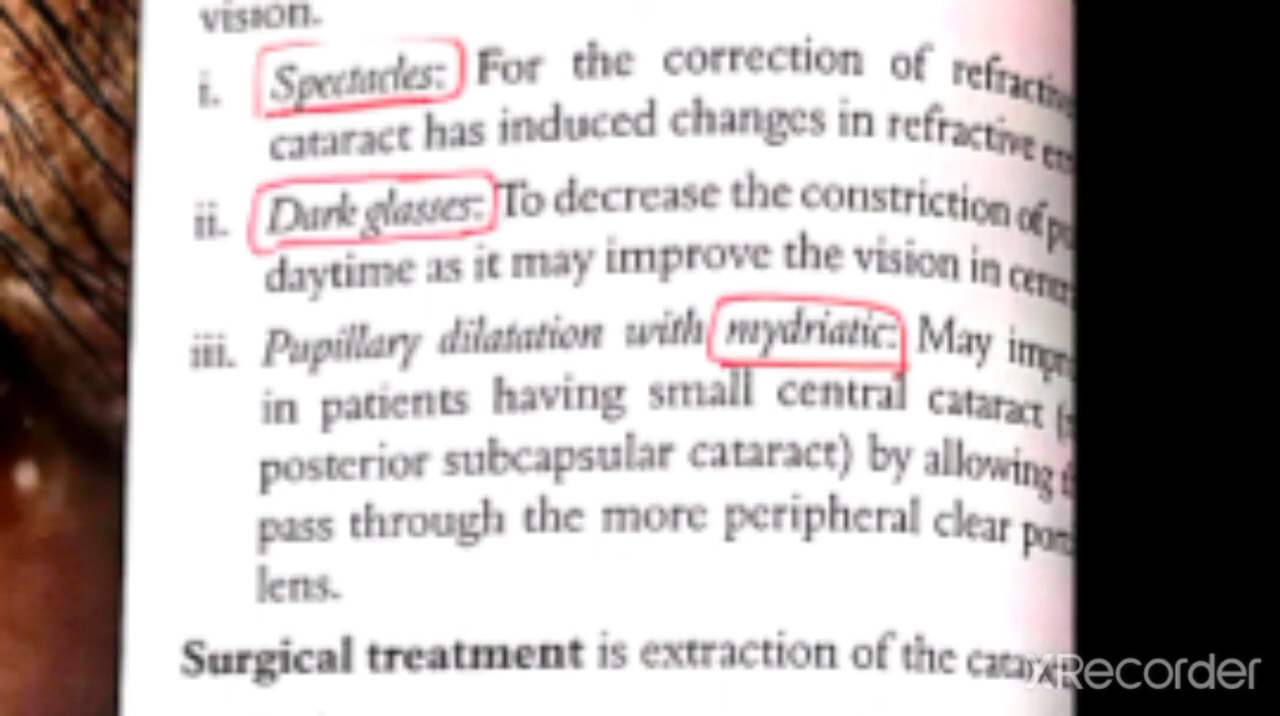 vision.
i. Spectacles: For the correction of
cataract has induced changes in refractive
ii. Dark glasses: To decrease the constriction of
daytime as it may improve the vision in
iii. Pupillary dilatation with mydriatic: May
in patients having small central cataract
posterior subcapsular cataract) by allowing
pass through the more peripheral clear
lens.
Surgical treatment is extraction of the
XRecorder